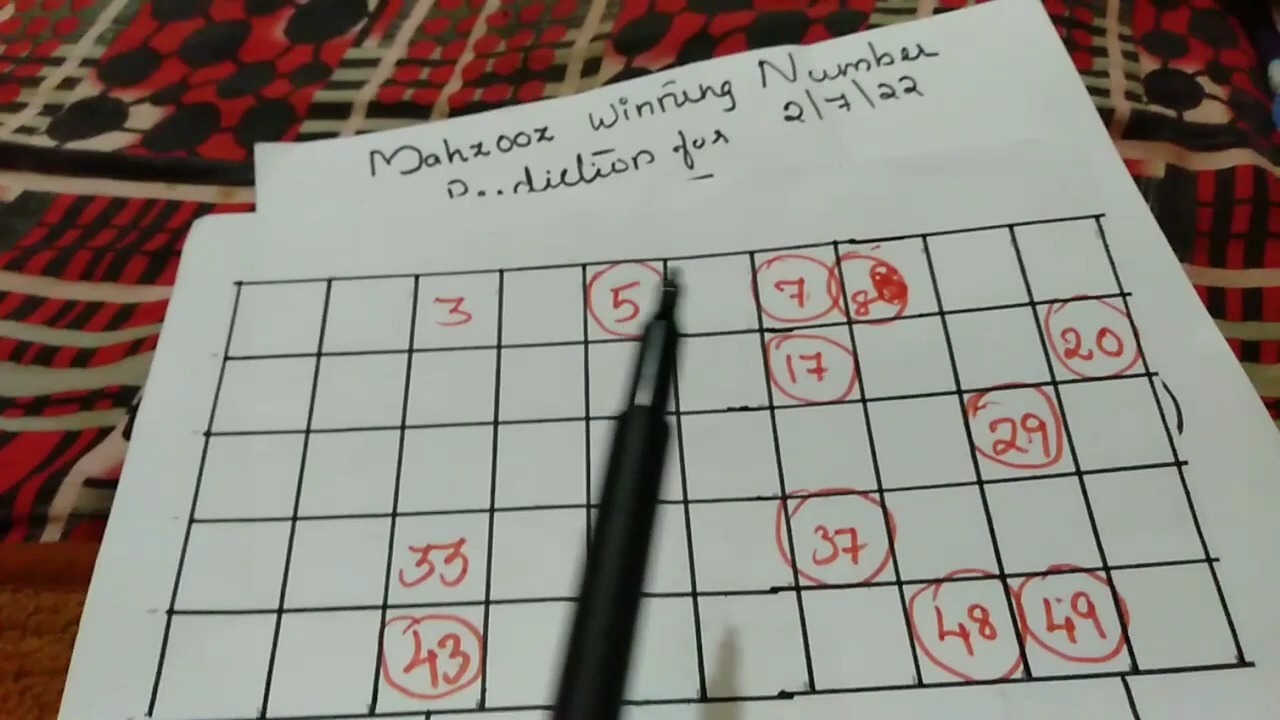 Mahzooz Winning Number
Prediction for 2/7/22
3 5 7 8
17 20
29
33 37
43 48 49